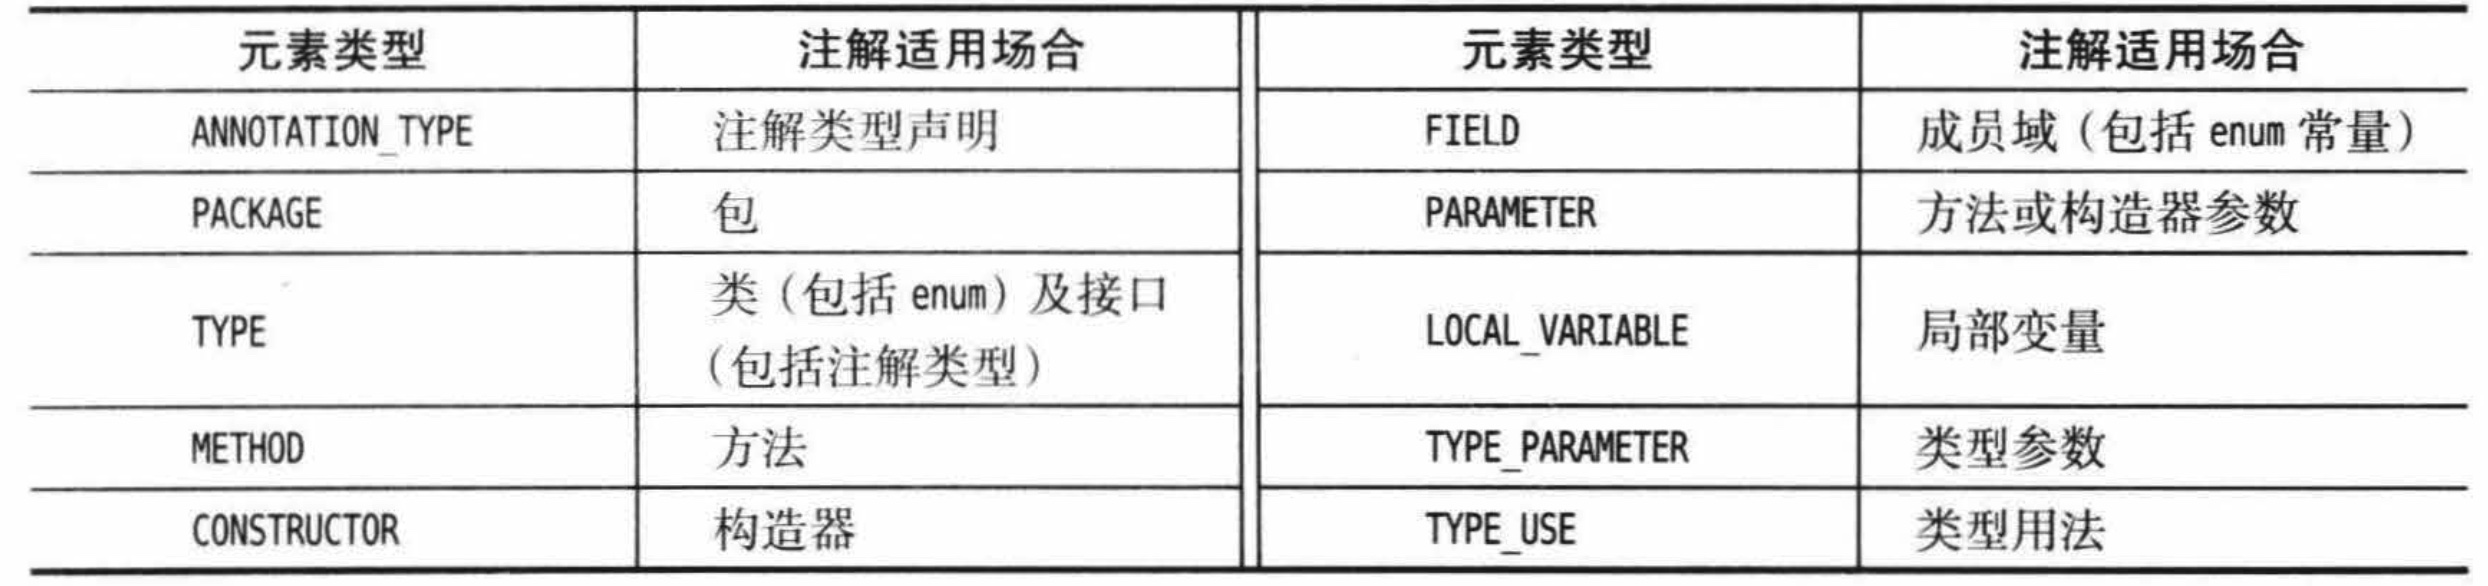 元素类型 注解适用场合 元素类型 注解适用场合
ANNOTATION_TYPE 注解类型声明 FIELD 成员域（包括 enum 常量）
PACKAGE 包 PARAMETER 方法或构造器参数
TYPE 类（包括 enum）及接口
（包括注解类型） LOCAL_VARIABLE 局部变量
METHOD 方法 TYPE_PARAMETER 类型参数
CONSTRUCTOR 构造器 TYPE_USE 类型用法